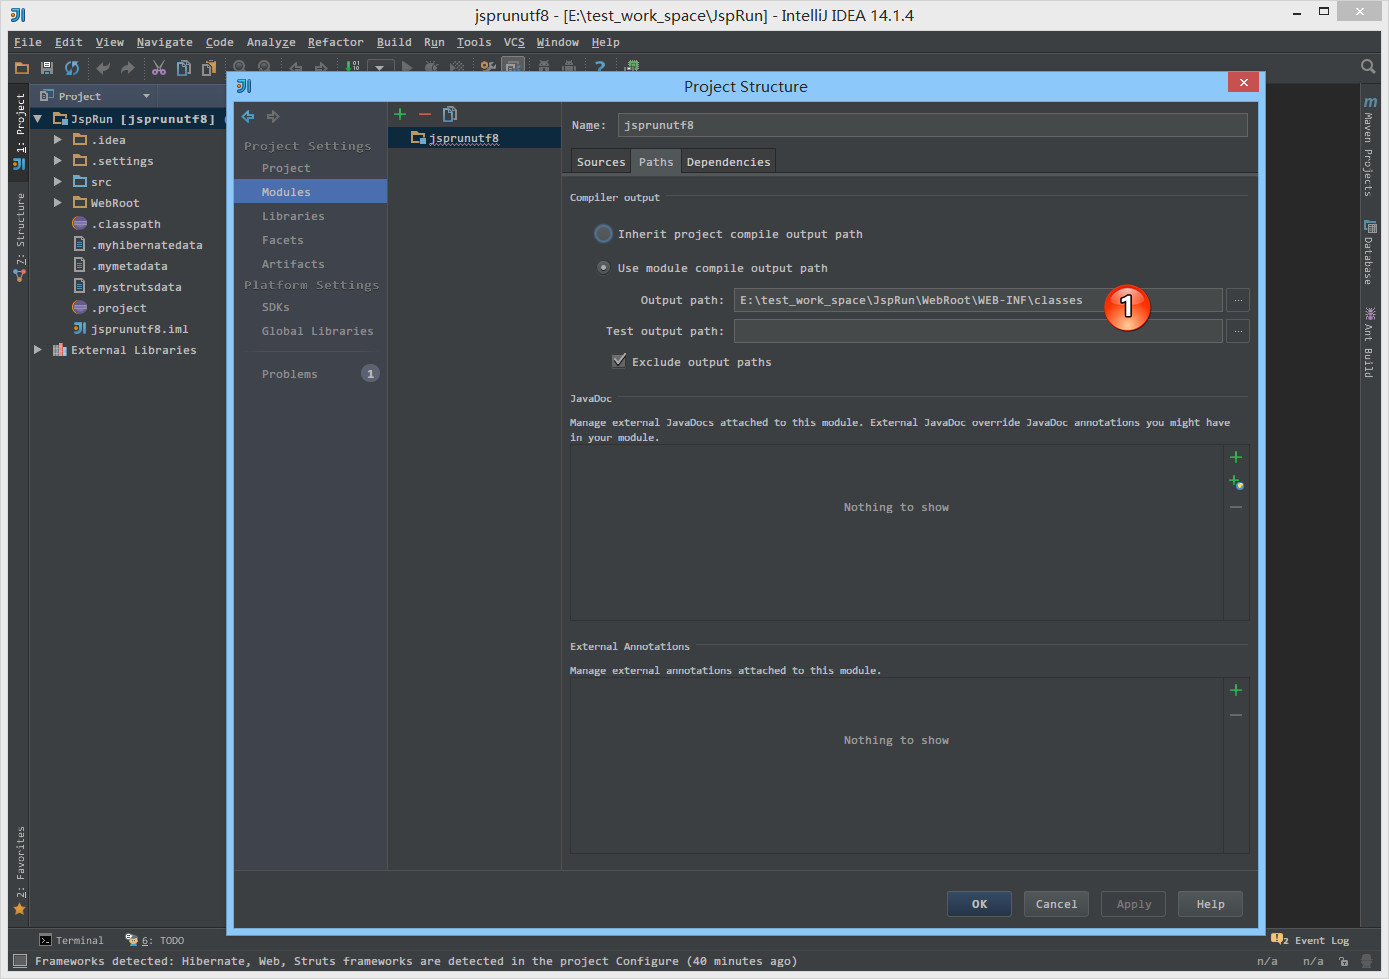 jsprunutf8 - [E:\test_work_space\JspRun] - IntelliJ IDEA 14.1.4
File Edit View Navigate Code Analyze Refactor Build Run Tools VCS Window Help
Project
1: Project
7: Structure
2: Favorites
JspRun [jsprunutf8]
.idea
.settings
src
WebRoot
.classpath
.myhibernatedata
.mymetadata
.mystrutsdata
.project
jsprunutf8.iml
External Libraries
Project Structure
Project Settings
Project
Modules
Libraries
Facets
Artifacts
Platform Settings
SDKs
Global Libraries
Problems 1
jsprunutf8
Name: jsprunutf8
Sources Paths Dependencies
Compiler output
Inherit project compile output path
Use module compile output path
Output path: E:\test_work_space\JspRun\WebRoot\WEB-INF\classes ...
1
Test output path: ...
Exclude output paths
JavaDoc
Manage external JavaDocs attached to this module. External JavaDoc override JavaDoc annotations you might have
in your module.
Nothing to show
External Annotations
Manage external annotations attached to this module.
Nothing to show
OK Cancel Apply Help
Maven Projects
Database
Ant Build
Terminal 6: TODO
2 Event Log
Frameworks detected: Hibernate, Web, Struts frameworks are detected in the project Configure (40 minutes ago)
n/a n/a